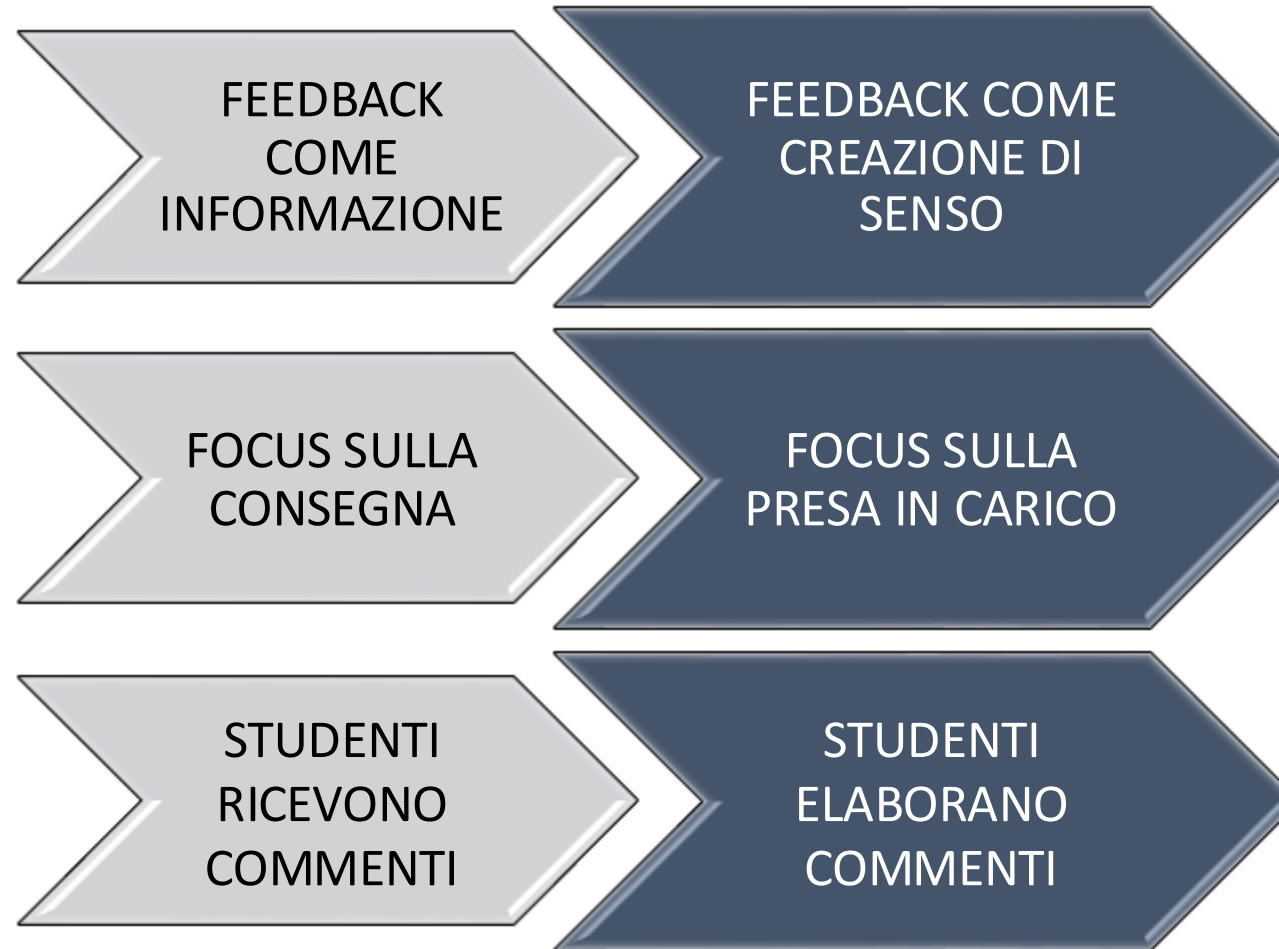 FEEDBACK
COME
INFORMAZIONE
FEEDBACK COME
CREAZIONE DI
SENSO
FOCUS SULLA
CONSEGNA
FOCUS SULLA
PRESA IN CARICO
STUDENTI
RICEVONO
COMMENTI
STUDENTI
ELABORANO
COMMENTI